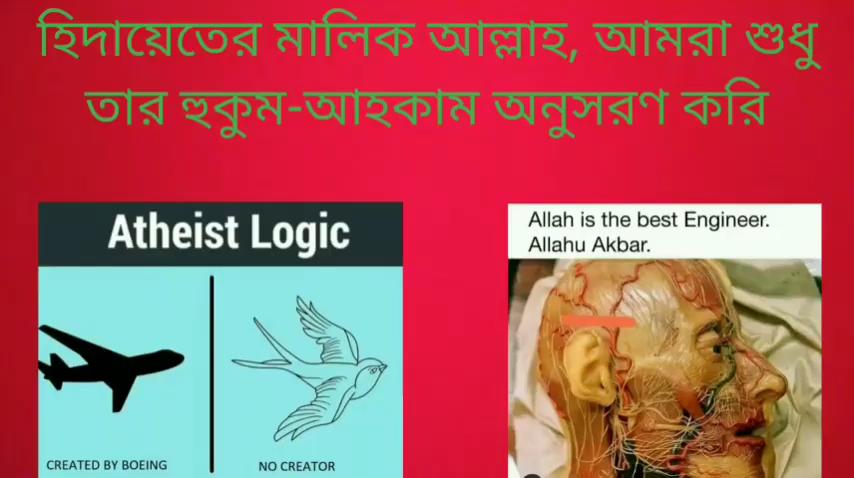 হিদায়েতের মালিক আল্লাহ, আমরা শুধু
তার হুকুম-আহকাম অনুসরণ করি
Atheist Logic
CREATED BY BOEING
NO CREATOR
Allah is the best Engineer.
Allahu Akbar.